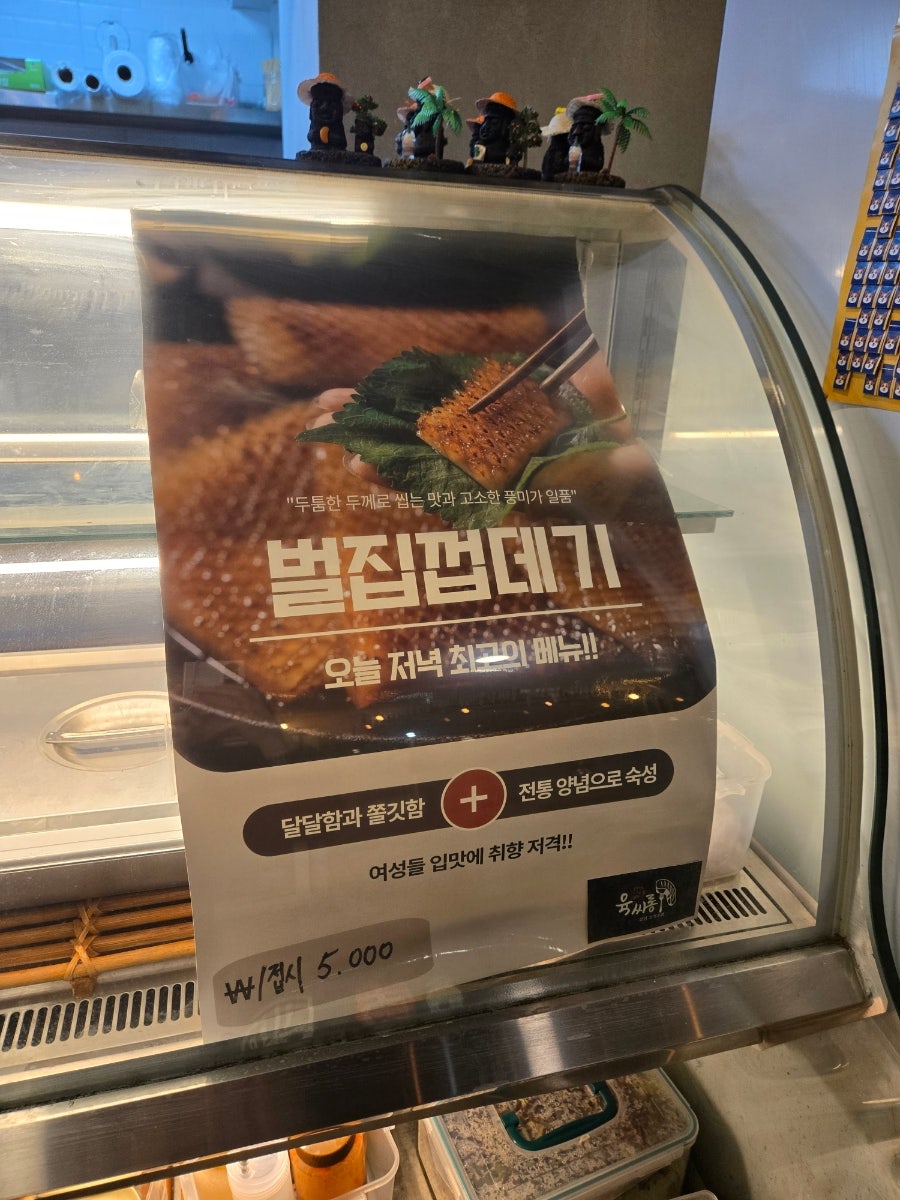 "두툼한 두께로 씹는 맛과 고소한 풍미가 일품"
벌집껍데기
오늘 저녁 최고의 메뉴!!
달달함과 쫄깃함 + 전통 양념으로 숙성
여성들 입맛에 취향 저격!!
육싸롱
₩/접시 5.000